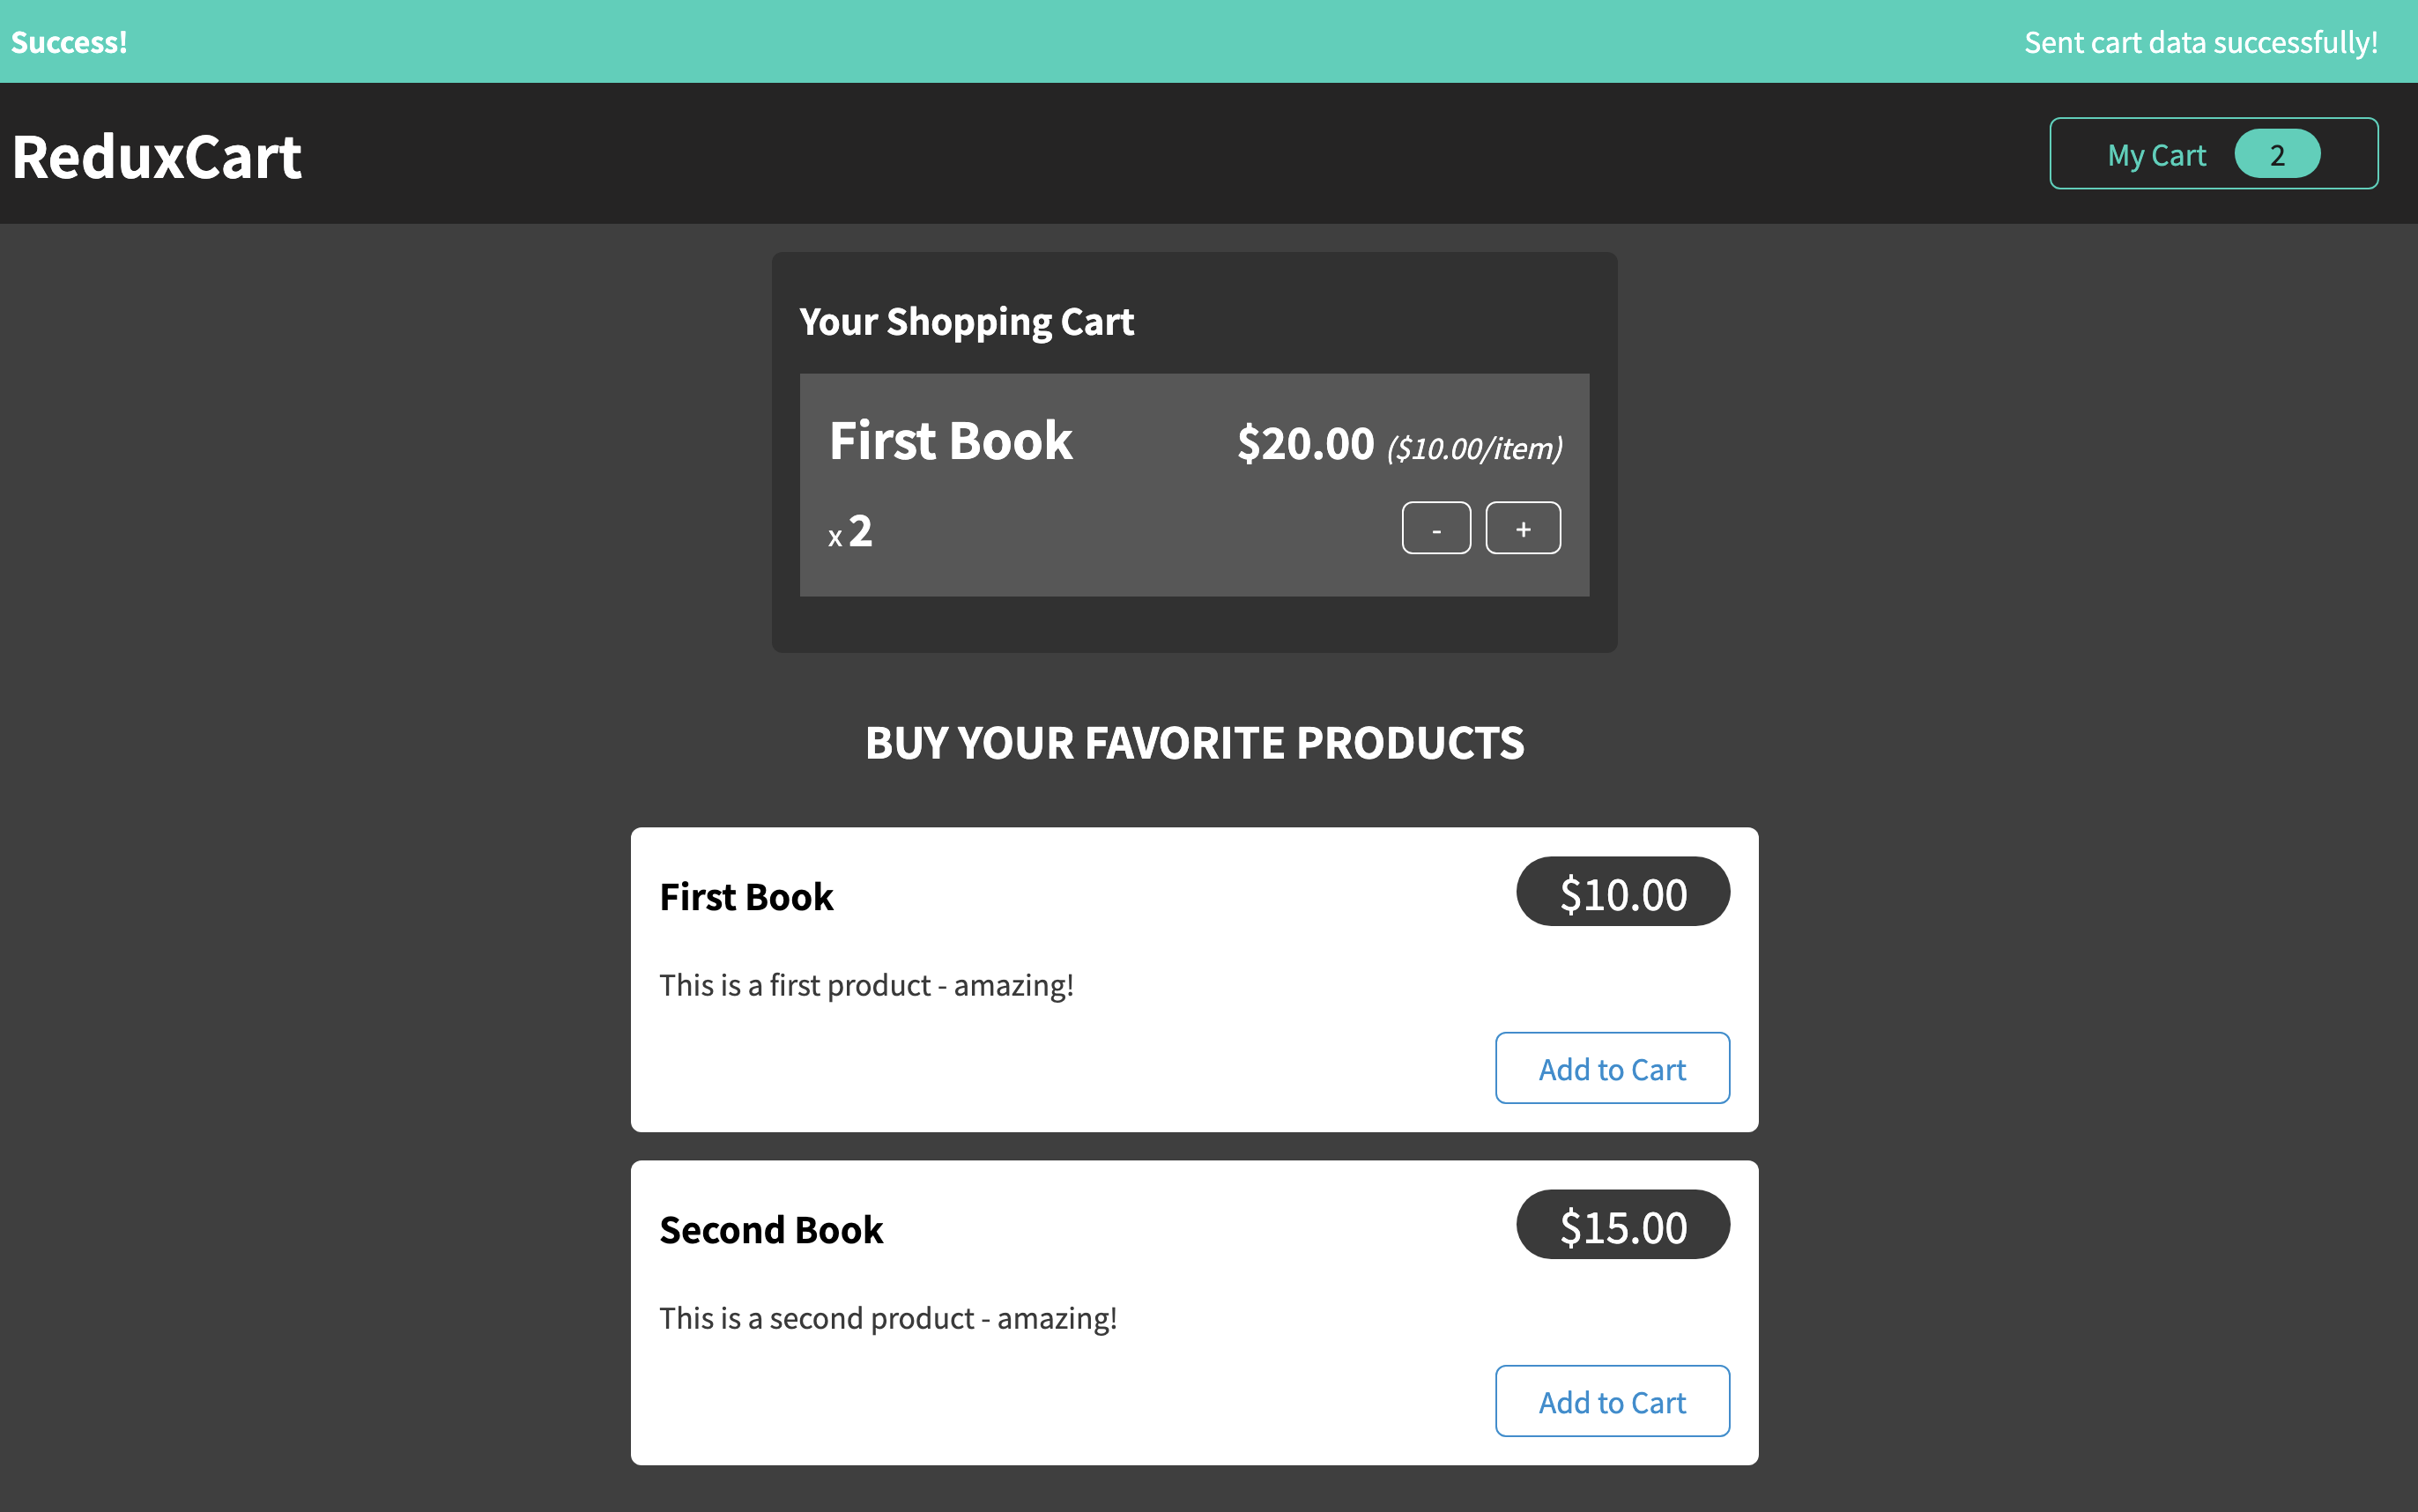 Success! Sent cart data successfully!
ReduxCart My Cart 2
Your Shopping Cart
First Book $20.00 ($10.00/item)
x 2 - +
BUY YOUR FAVORITE PRODUCTS
First Book $10.00
This is a first product - amazing!
Add to Cart
Second Book $15.00
This is a second product - amazing!
Add to Cart